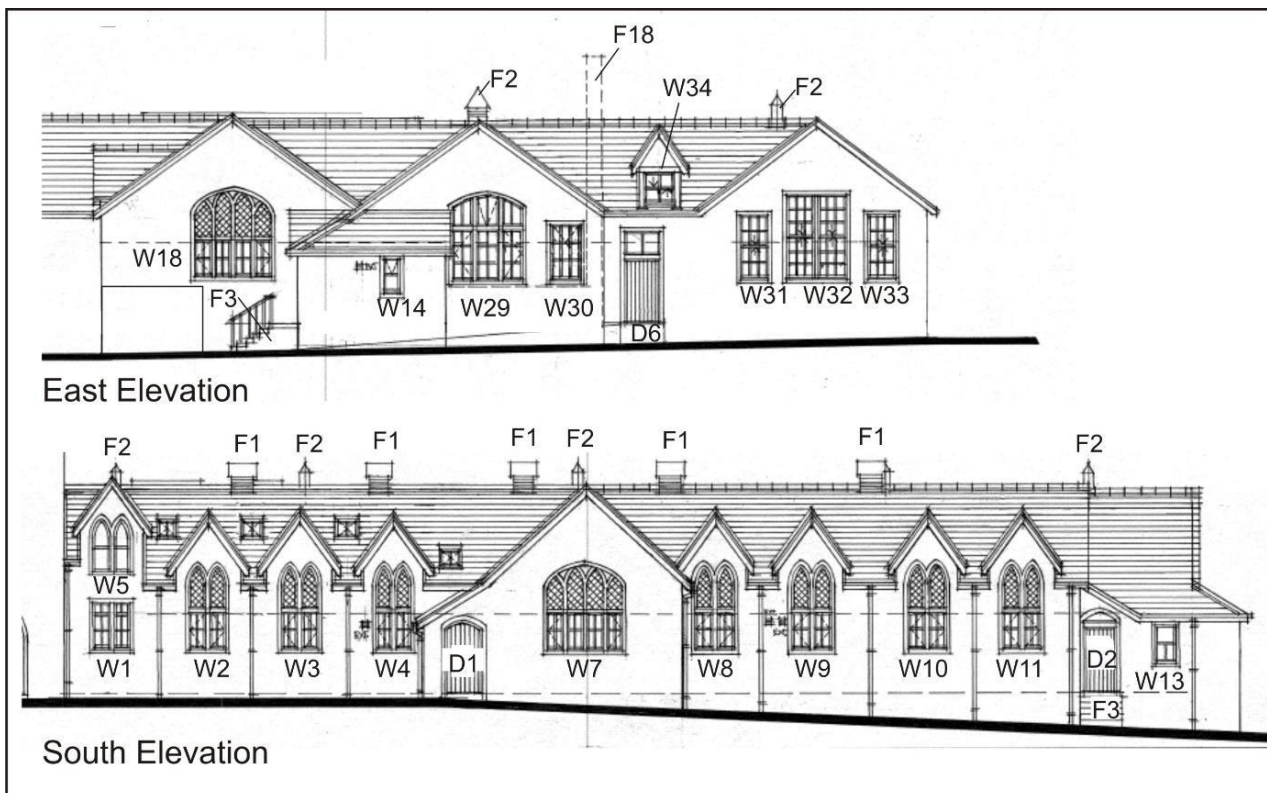 F18
F2 W34 F2
W18
F3 W14 W29 W30 D6 W31 W32 W33
East Elevation
F2 F1 F2 F1 F1 F2 F1 F1 F2
W5
W1 W2 W3 W4 D1 W7 W8 W9 W10 W11 D2 W13
F3
South Elevation